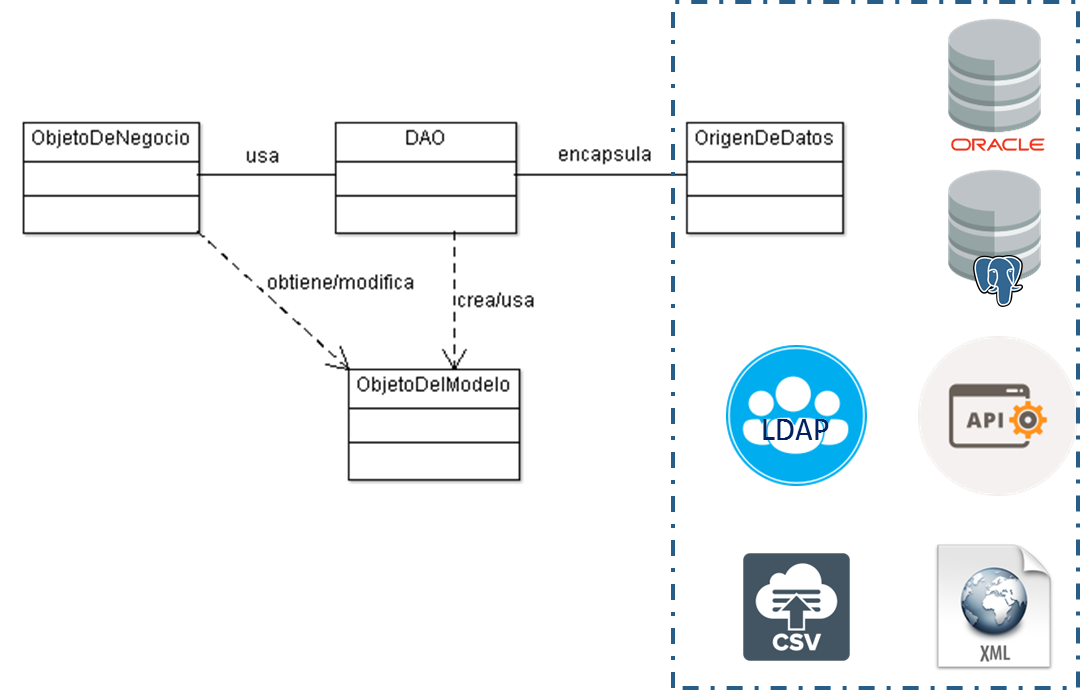 ObjetoDeNegocio
usa
DAO
encapsula
OrigenDeDatos
ORACLE
obtiene/modifica
crea/usa
ObjetoDelModelo
LDAP
API
CSV
XML